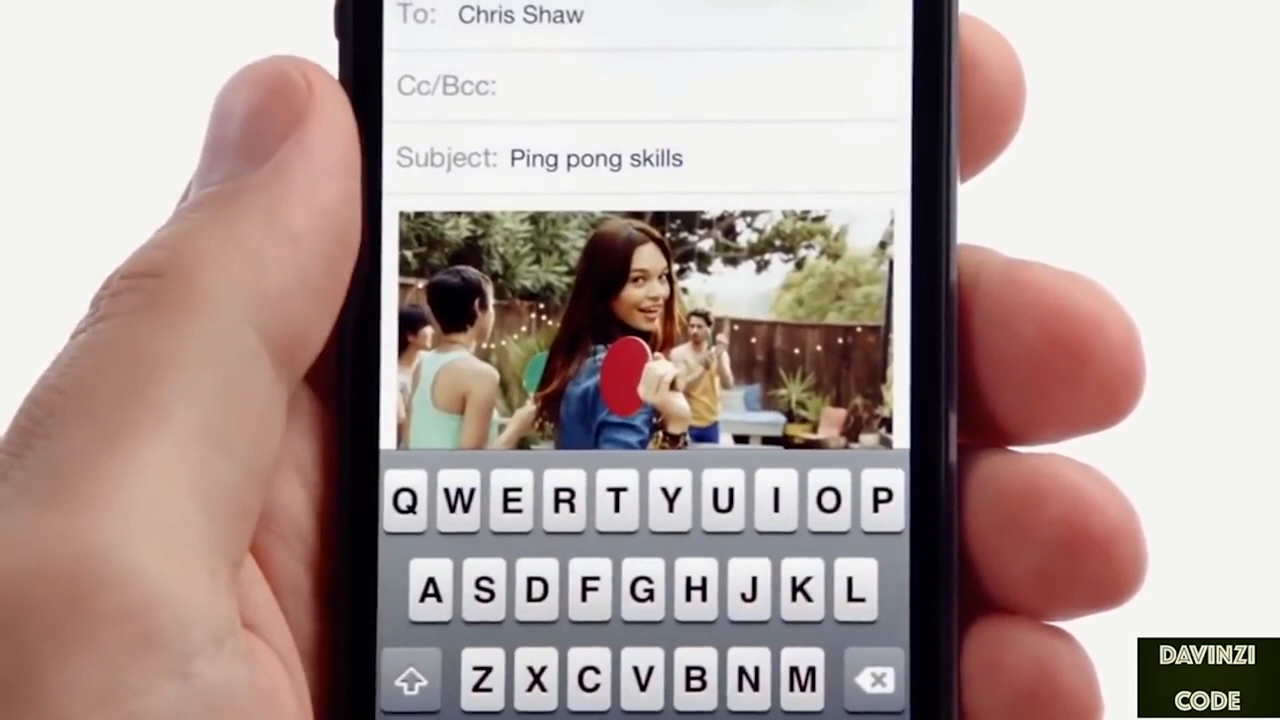 To: Chris Shaw
Cc/Bcc:
Subject: Ping pong skills
Q W E R T Y U I O P
A S D F G H J K L
Z X C V B N M
DAVINZI
CODE